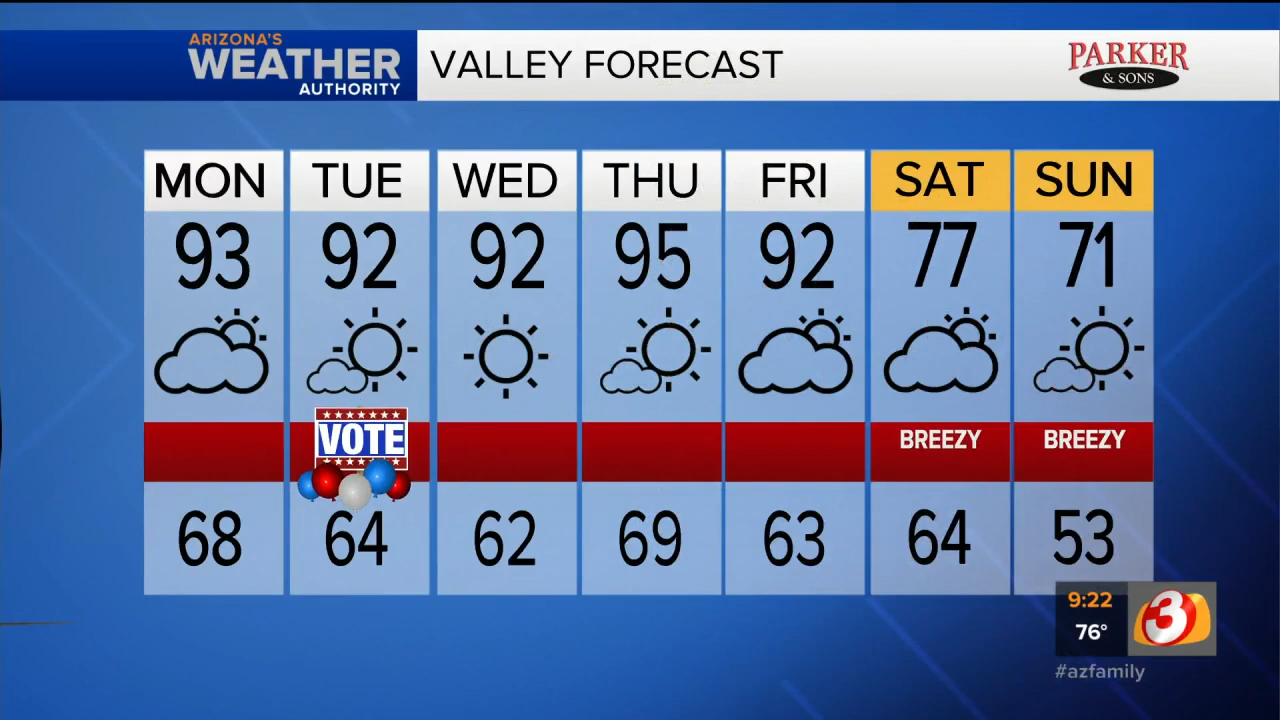 ARIZONA'S
WEATHER
AUTHORITY
VALLEY FORECAST
PARKER
& SONS
MON TUE WED THU FRI SAT SUN
93 92 92 95 92 77 71
VOTE
BREEZY BREEZY
68 64 62 69 63 64 53
9:22
76°
3
#azfamily